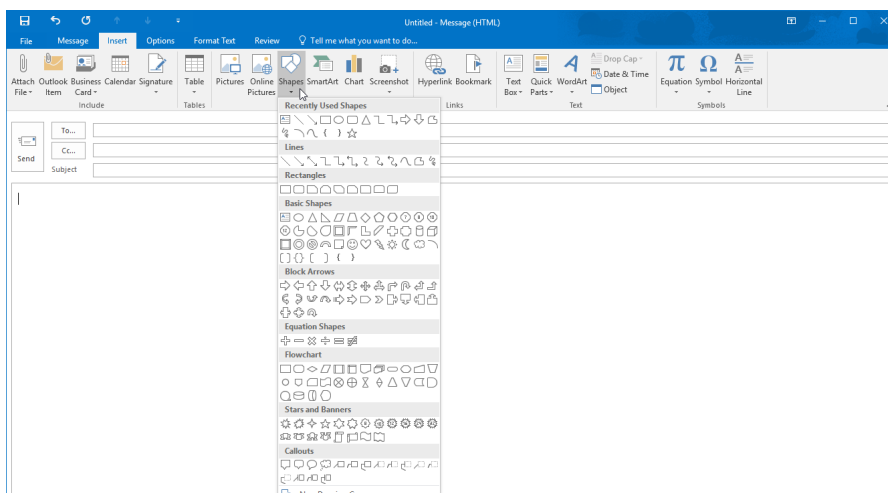 Untitled - Message (HTML)
File Message Insert Options Format Text Review Tell me what you want to do...
Attach File Outlook Item Business Card Calendar Signature Table Pictures Online Pictures Shapes SmartArt Chart Screenshot Hyperlink Bookmark Text Box Quick Parts WordArt Drop Cap Date & Time Object Equation Symbol Horizontal Line
Include Tables Links Text Symbols
Recently Used Shapes
To...
Cc...
Send
Subject
Lines
Rectangles
Basic Shapes
Block Arrows
Equation Shapes
Flowchart
Stars and Banners
Callouts